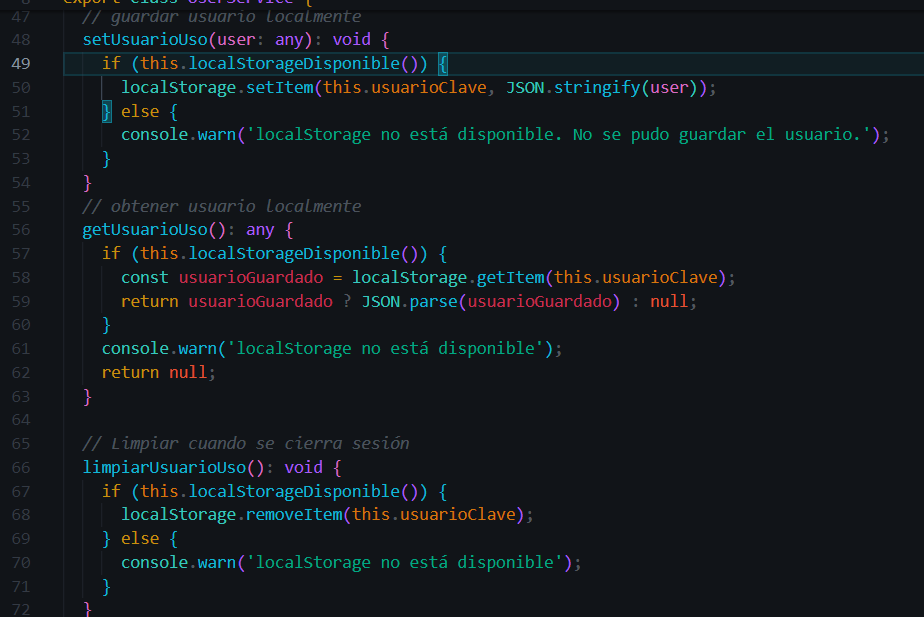 8 export class UserService {
47 // guardar usuario localmente
48 setUsuarioUso(user: any): void {
49 if (this.localStorageDisponible()) {
50 localStorage.setItem(this.usuarioClave, JSON.stringify(user));
51 } else {
52 console.warn('localStorage no está disponible. No se pudo guardar el usuario.');
53 }
54 }
55 // obtener usuario localmente
56 getUsuarioUso(): any {
57 if (this.localStorageDisponible()) {
58 const usuarioGuardado = localStorage.getItem(this.usuarioClave);
59 return usuarioGuardado ? JSON.parse(usuarioGuardado) : null;
60 }
61 console.warn('localStorage no está disponible');
62 return null;
63 }
64
65 // Limpiar cuando se cierra sesión
66 limpiarUsuarioUso(): void {
67 if (this.localStorageDisponible()) {
68 localStorage.removeItem(this.usuarioClave);
69 } else {
70 console.warn('localStorage no está disponible');
71 }
72 }